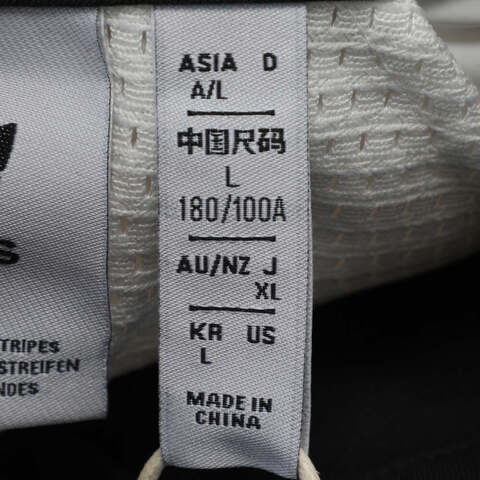 ASIA D
A/L
中国尺码
L
180/100A
AU/NZ J
XL
KR US
L
MADE IN
CHINA
s
TRIPES
STREIFEN
NDES